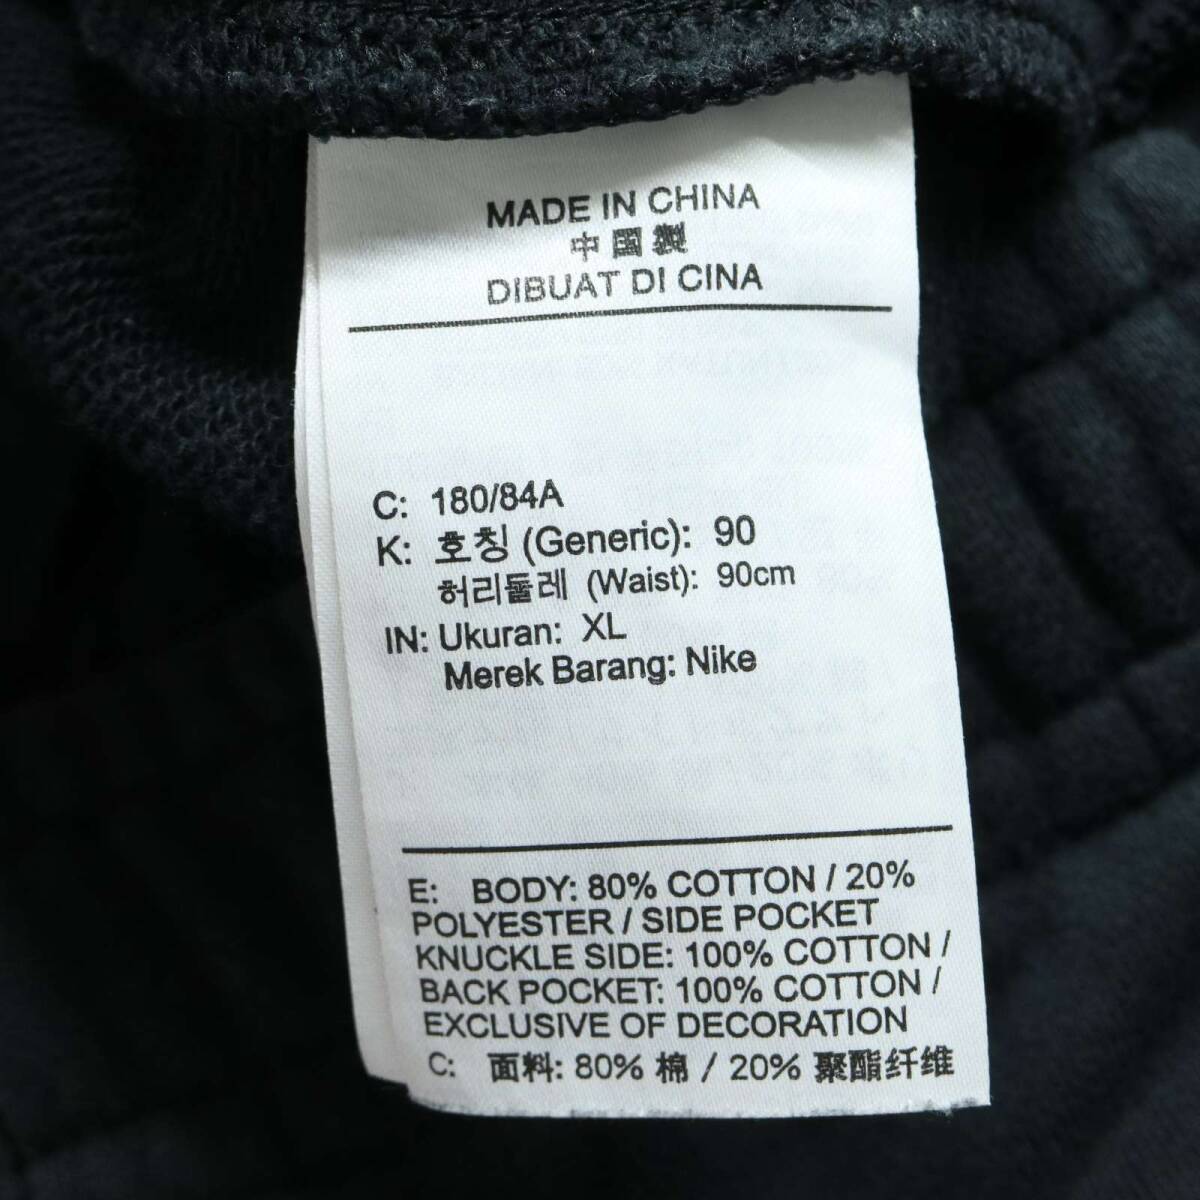 MADE IN CHINA
中国製
DIBUAT DI CINA
C: 180/84A
K: 호칭 (Generic): 90
허리둘레 (Waist): 90cm
IN: Ukuran: XL
Merek Barang: Nike
E: BODY: 80% COTTON / 20%
POLYESTER / SIDE POCKET
KNUCKLE SIDE: 100% COTTON /
BACK POCKET: 100% COTTON /
EXCLUSIVE OF DECORATION
C: 面料: 80% 棉 / 20% 聚酯纤维